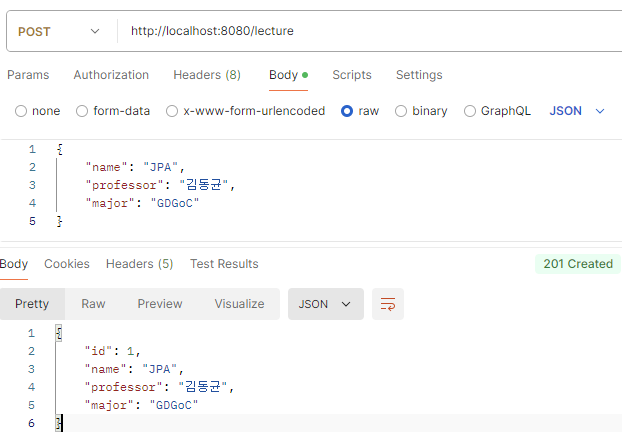 POST http://localhost:8080/lecture
Params Authorization Headers (8) Body Scripts Settings
none form-data x-www-form-urlencoded raw binary GraphQL JSON
1 {
2 "name": "JPA",
3 "professor": "김동균",
4 "major": "GDGoC"
5 }
Body Cookies Headers (5) Test Results 201 Created
Pretty Raw Preview Visualize JSON
1 {
2 "id": 1,
3 "name": "JPA",
4 "professor": "김동균",
5 "major": "GDGoC"
6 }